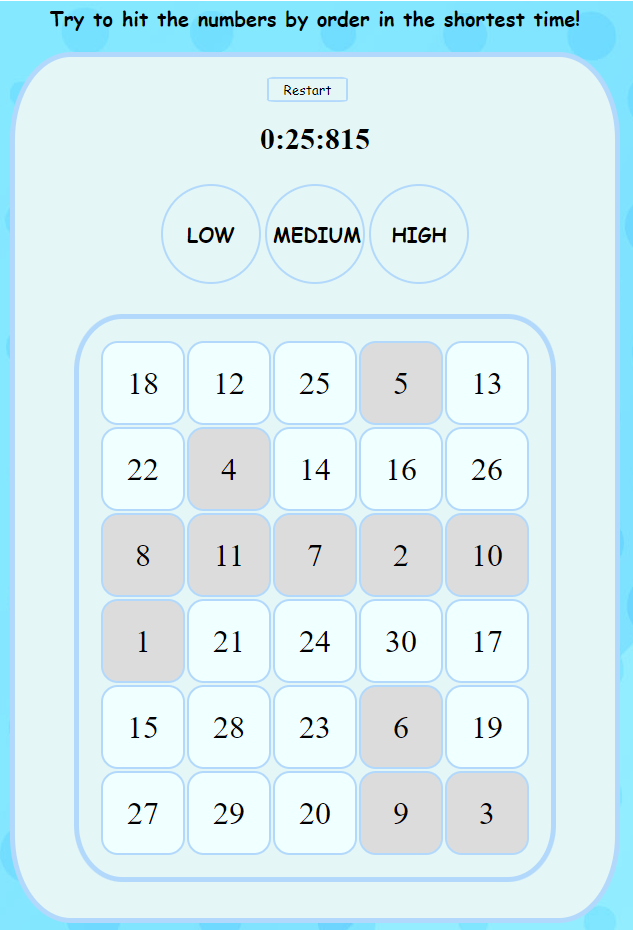 Try to hit the numbers by order in the shortest time!
Restart
0:25:815
LOW MEDIUM HIGH
18 12 25 5 13
22 4 14 16 26
8 11 7 2 10
1 21 24 30 17
15 28 23 6 19
27 29 20 9 3